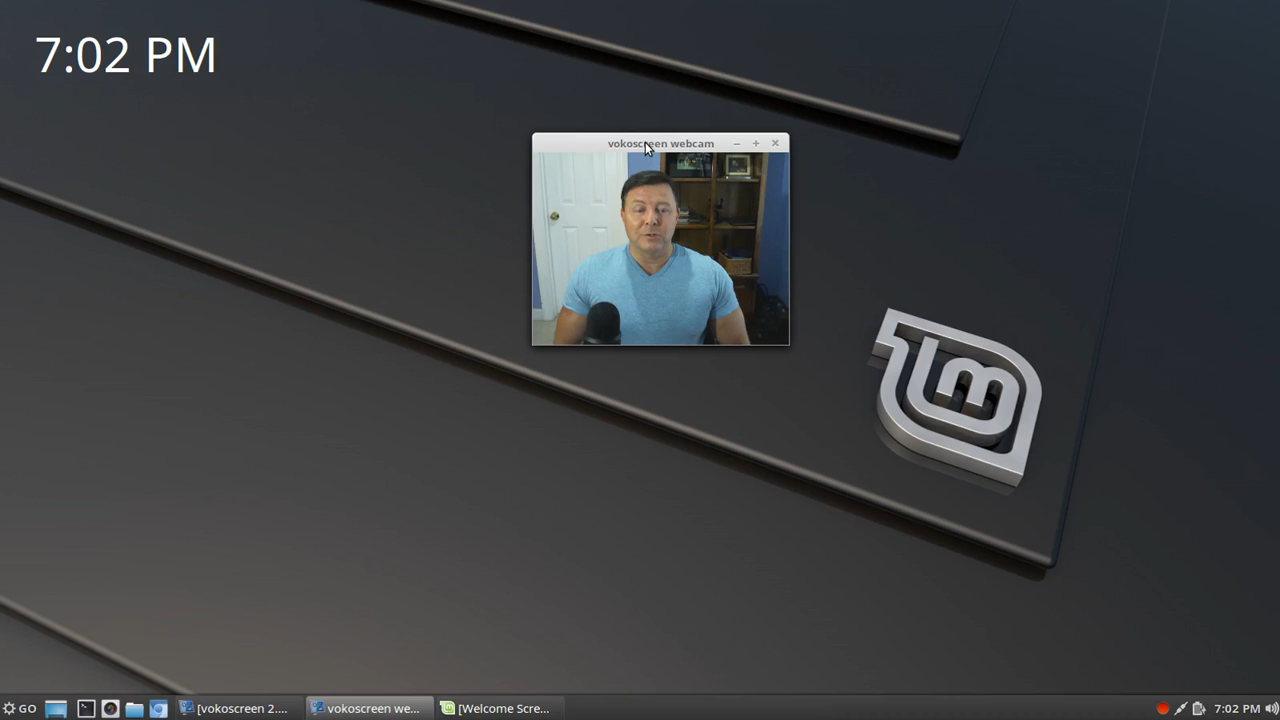 7:02 PM
vokoscreen webcam
GO
[vokoscreen 2....
vokoscreen we...
[Welcome Scre...
7:02 PM